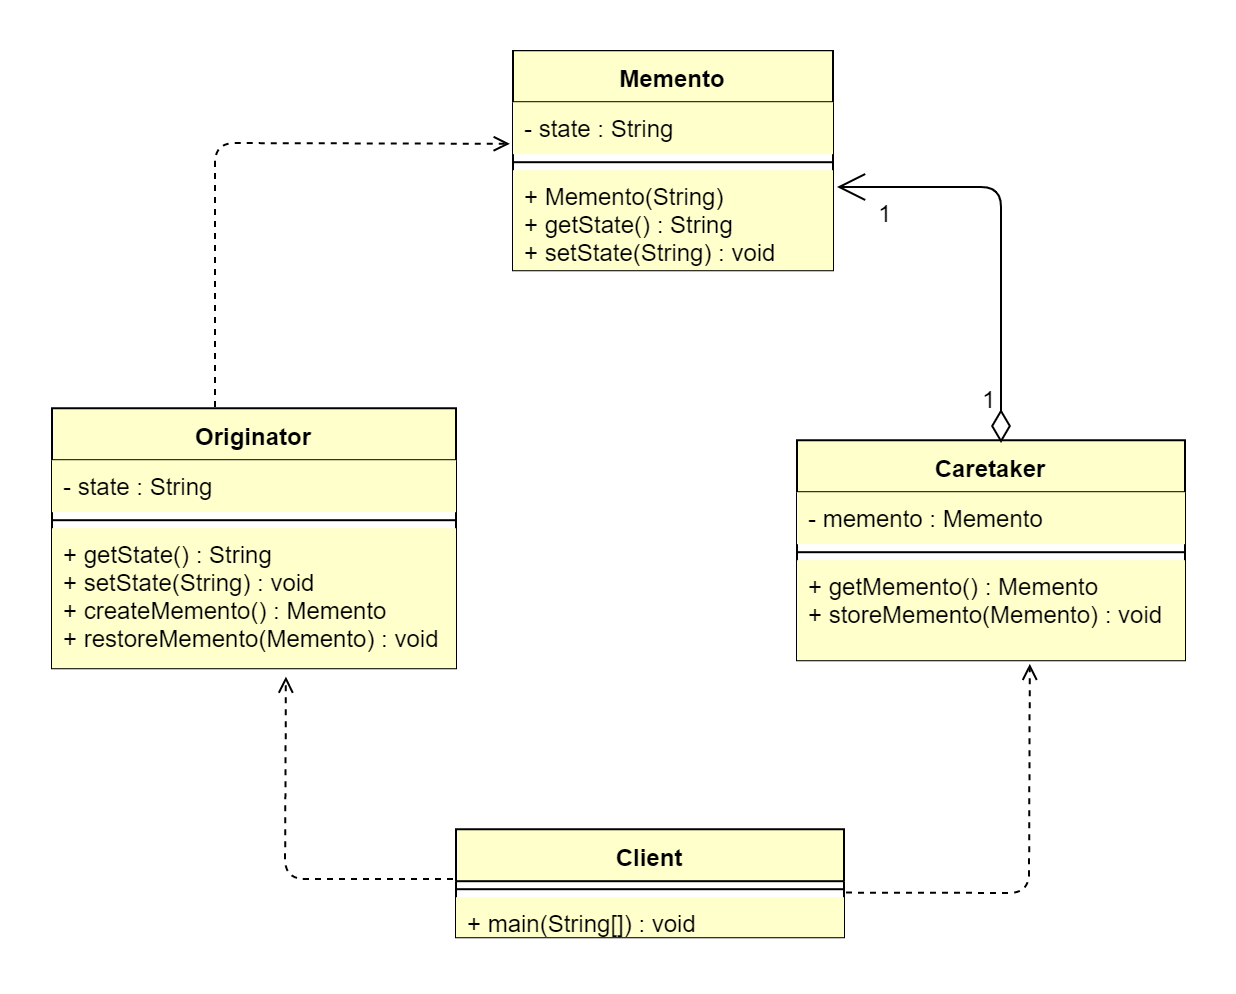 Memento
- state : String
+ Memento(String)
+ getState() : String
+ setState(String) : void
1
1
Originator
- state : String
+ getState() : String
+ setState(String) : void
+ createMemento() : Memento
+ restoreMemento(Memento) : void
Caretaker
- memento : Memento
+ getMemento() : Memento
+ storeMemento(Memento) : void
Client
+ main(String[]) : void